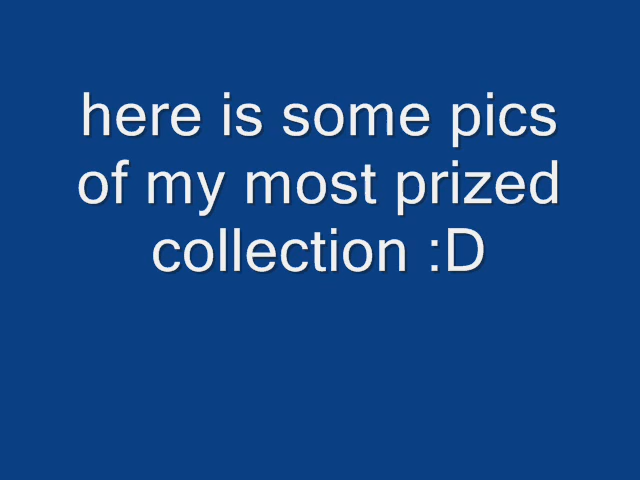 here is some pics
of my most prized
collection :D